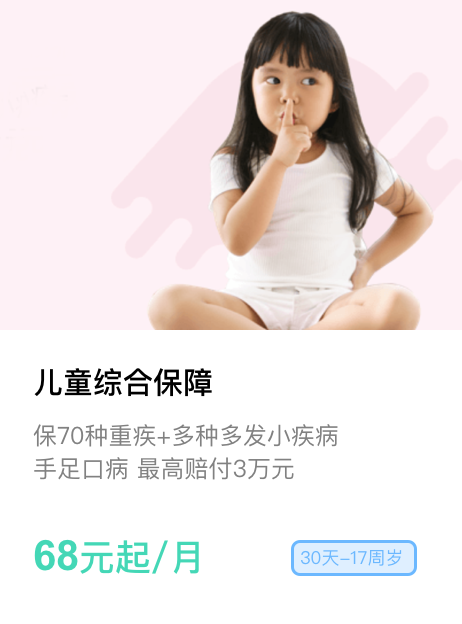 儿童综合保障
保70种重疾+多种多发小疾病
手足口病 最高赔付3万元
68元起/月
30天–17周岁